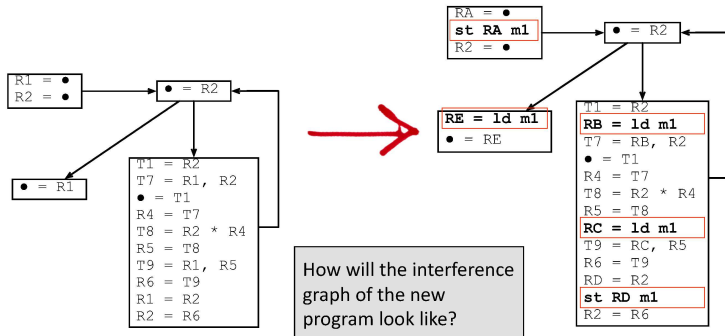 R1 = ●
R2 = ●
● = R2
● = R1
T1 = R2
T7 = R1, R2
● = T1
R4 = T7
T8 = R2 * R4
R5 = T8
T9 = R1, R5
R6 = T9
R1 = R2
R2 = R6
RA = ●
st RA m1
R2 = ●
● = R2
RE = ld m1
● = RE
T1 = R2
RB = ld m1
T7 = RB, R2
● = T1
R4 = T7
T8 = R2 * R4
R5 = T8
RC = ld m1
T9 = RC, R5
R6 = T9
RD = R2
st RD m1
R2 = R6
How will the interference
graph of the new
program look like?